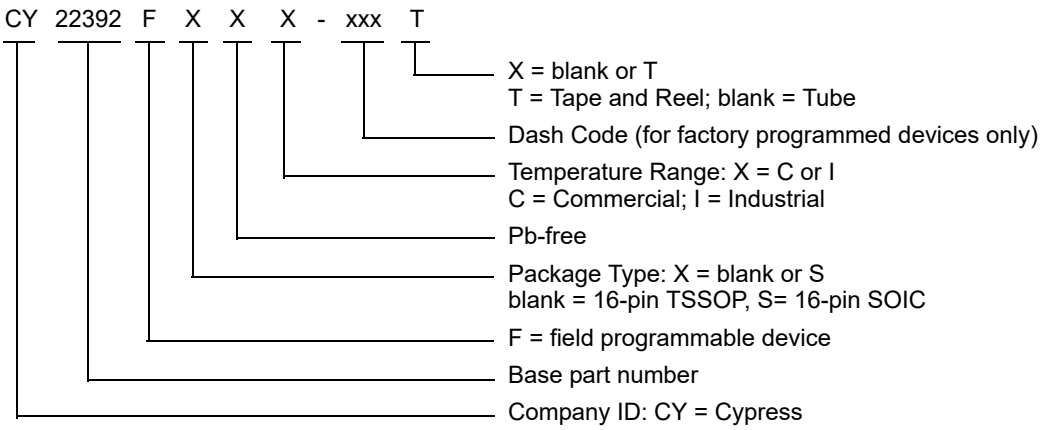 CY 22392 F X X X - xxx T
X = blank or T
T = Tape and Reel; blank = Tube
Dash Code (for factory programmed devices only)
Temperature Range: X = C or I
C = Commercial; I = Industrial
Pb-free
Package Type: X = blank or S
blank = 16-pin TSSOP, S= 16-pin SOIC
F = field programmable device
Base part number
Company ID: CY = Cypress